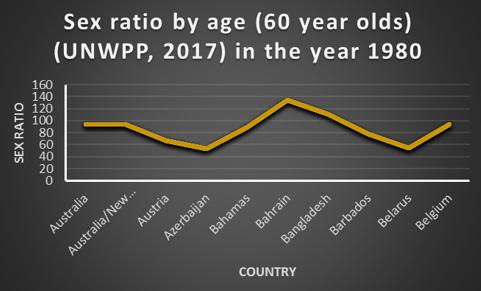 Sex ratio by age (60 year olds)
(UNWPP, 2017) in the year 1980
SEX RATIO
160
140
120
100
80
60
40
20
0
Australia
Australia/New...
Austria
Azerbaijan
Bahamas
Bahrain
Bangladesh
Barbados
Belarus
Belgium
COUNTRY